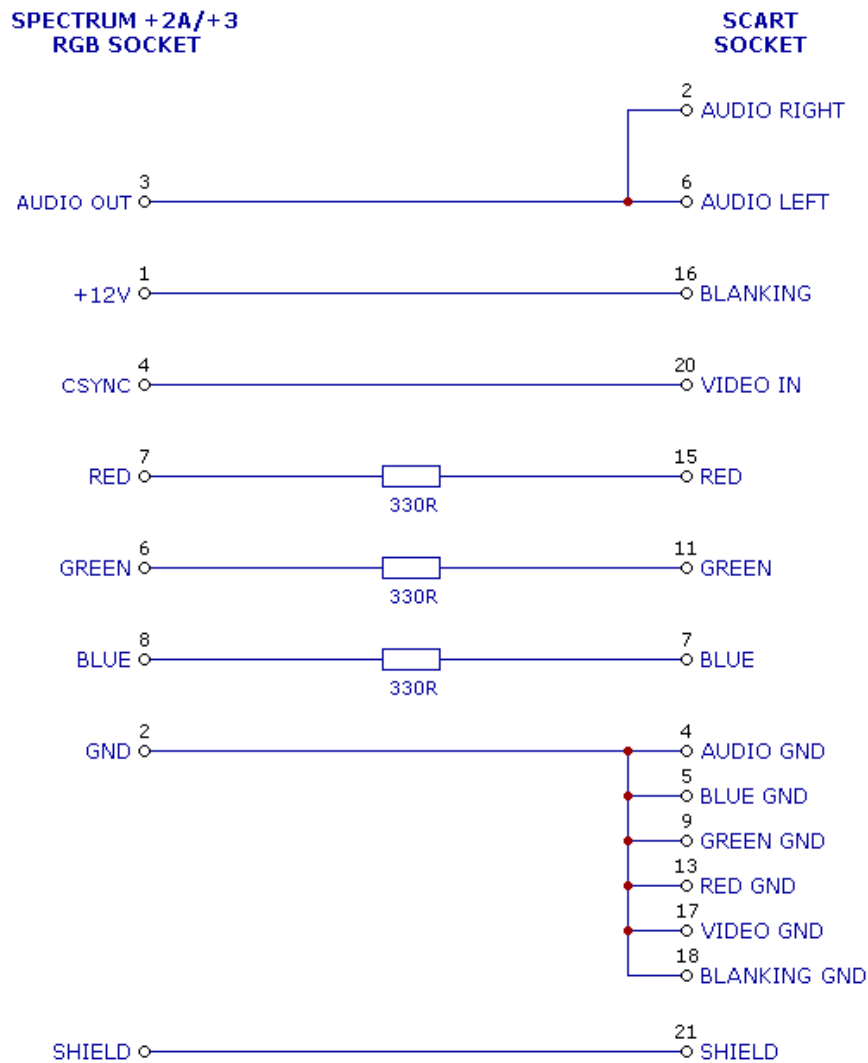 SPECTRUM +2A/+3
RGB SOCKET
SCART
SOCKET
2
AUDIO RIGHT
AUDIO OUT 3
6 AUDIO LEFT
+12V 1
16 BLANKING
CSYNC 4
20 VIDEO IN
RED 7
330R
15 RED
GREEN 6
330R
11 GREEN
BLUE 8
330R
7 BLUE
GND 2
4 AUDIO GND
5 BLUE GND
9 GREEN GND
13 RED GND
17 VIDEO GND
18 BLANKING GND
SHIELD
21 SHIELD